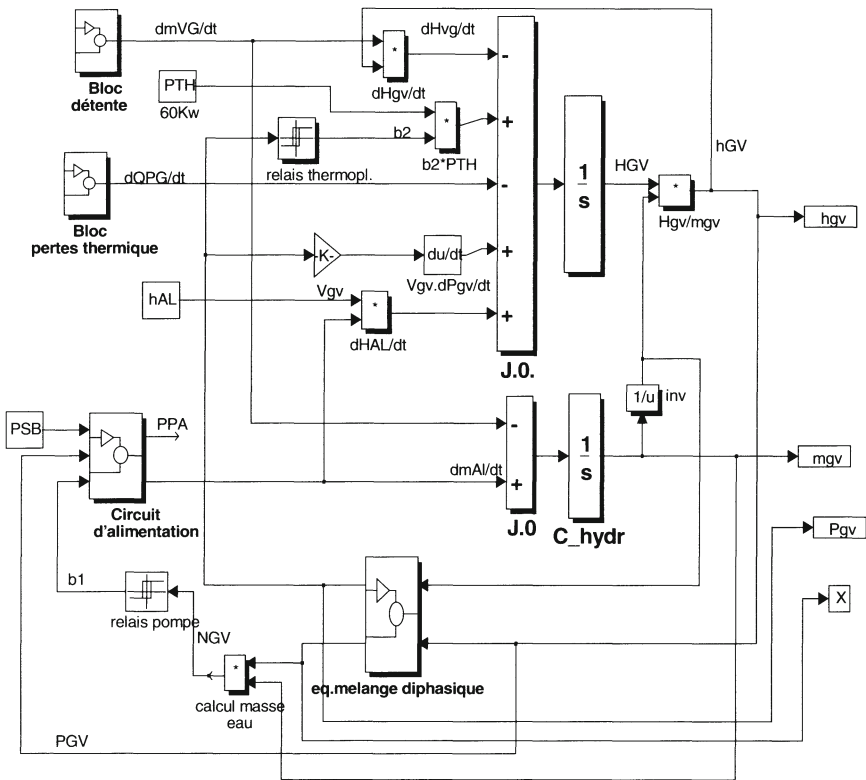 dmVG/dt
dHvg/dt
*
-
Bloc
détente
dHgv/dt
PTH
60Kw
*
+
b2
b2*PTH
relais thermopl.
hGV
HGV
1
s
*
Hgv/mgv
hgv
dQPG/dt
-
Bloc
pertes thermique
-K-
du/dt
+
Vgv.dPgv/dt
hAL
Vgv
*
+
dHAL/dt
J.0.
1/u
inv
PSB
PPA
-
1
s
mgv
dmAl/dt
+
Circuit
d'alimentation
J.0
C_hydr
Pgv
b1
relais pompe
X
NGV
*
eq.melange diphasique
calcul masse
eau
PGV